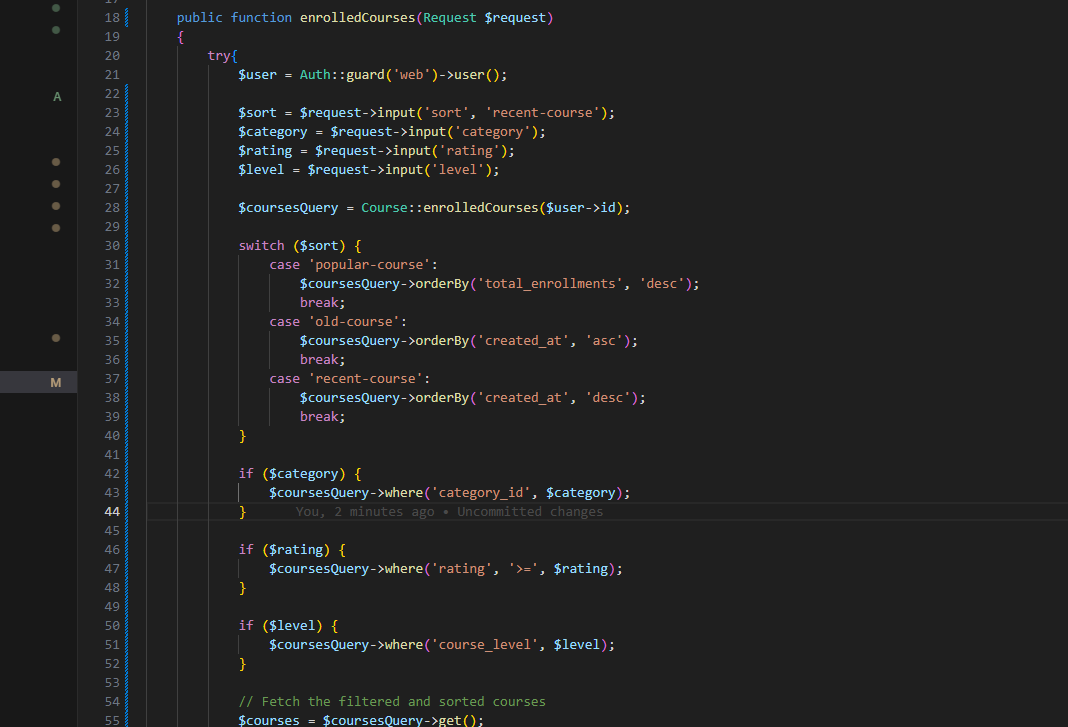 17
18 public function enrolledCourses(Request $request)
19 {
20 try{
21 $user = Auth::guard('web')->user();
22
A
23 $sort = $request->input('sort', 'recent-course');
24 $category = $request->input('category');
25 $rating = $request->input('rating');
26 $level = $request->input('level');
27
28 $coursesQuery = Course::enrolledCourses($user->id);
29
30 switch ($sort) {
31 case 'popular-course':
32 $coursesQuery->orderBy('total_enrollments', 'desc');
33 break;
34 case 'old-course':
35 $coursesQuery->orderBy('created_at', 'asc');
36 break;
37 case 'recent-course':
M
38 $coursesQuery->orderBy('created_at', 'desc');
39 break;
40 }
41
42 if ($category) {
43 $coursesQuery->where('category_id', $category);
44 } You, 2 minutes ago • Uncommitted changes
45
46 if ($rating) {
47 $coursesQuery->where('rating', '>=', $rating);
48 }
49
50 if ($level) {
51 $coursesQuery->where('course_level', $level);
52 }
53
54 // Fetch the filtered and sorted courses
55 $courses = $coursesQuery->get();